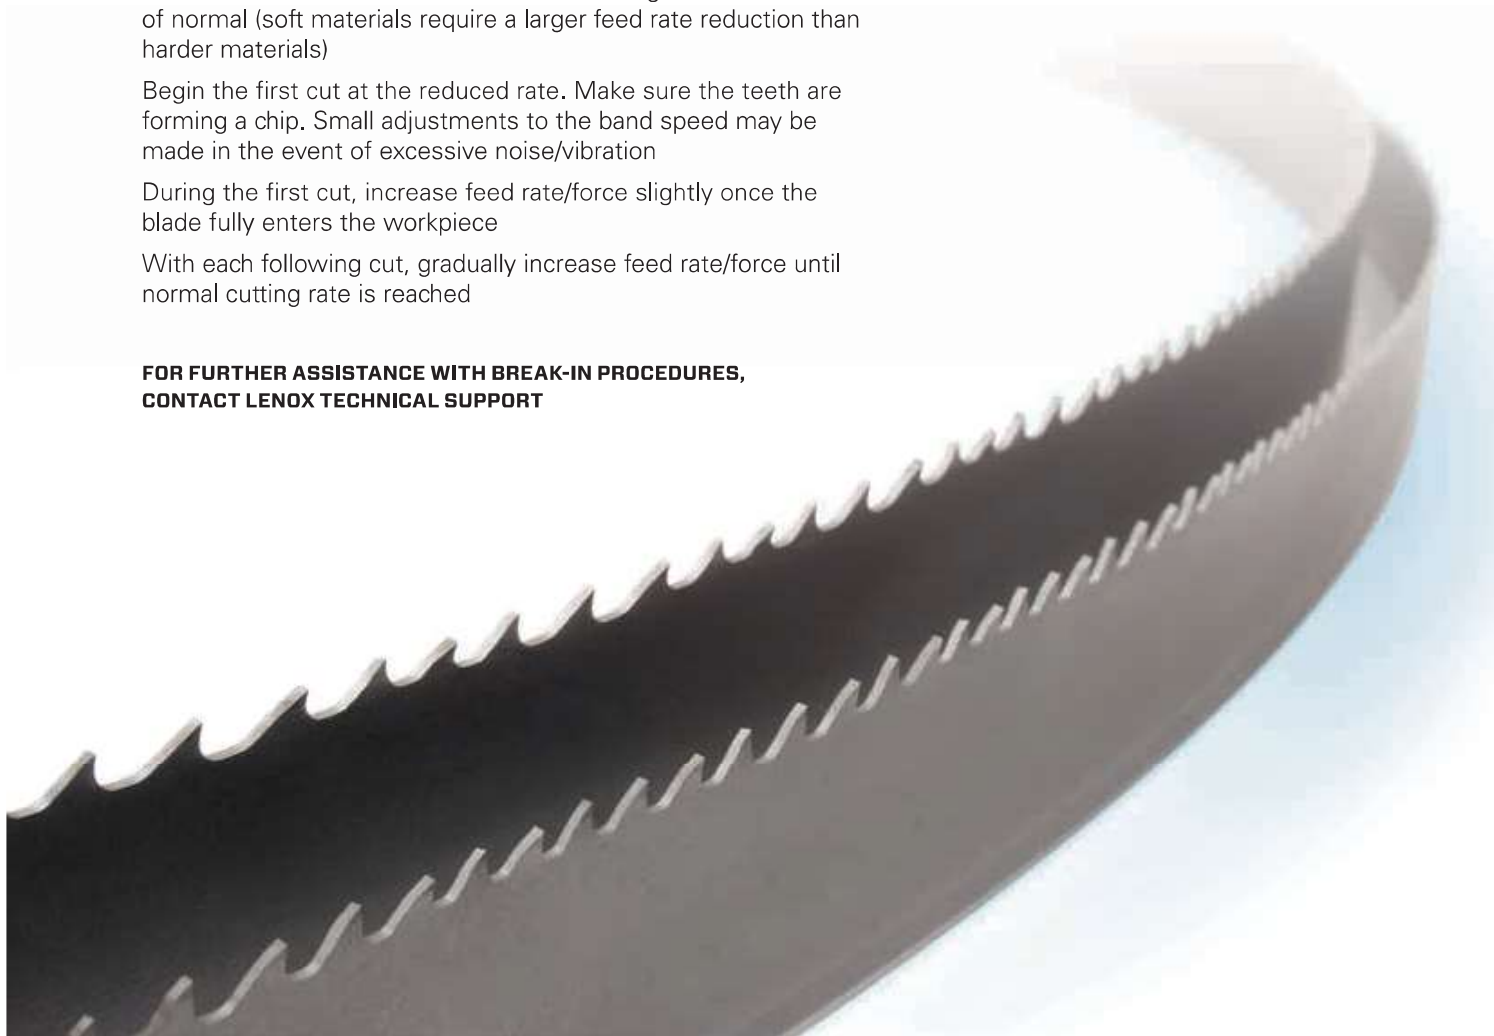 of normal (soft materials require a larger feed rate reduction than
harder materials)
Begin the first cut at the reduced rate. Make sure the teeth are
forming a chip. Small adjustments to the band speed may be
made in the event of excessive noise/vibration
During the first cut, increase feed rate/force slightly once the
blade fully enters the workpiece
With each following cut, gradually increase feed rate/force until
normal cutting rate is reached
FOR FURTHER ASSISTANCE WITH BREAK-IN PROCEDURES,
CONTACT LENOX TECHNICAL SUPPORT